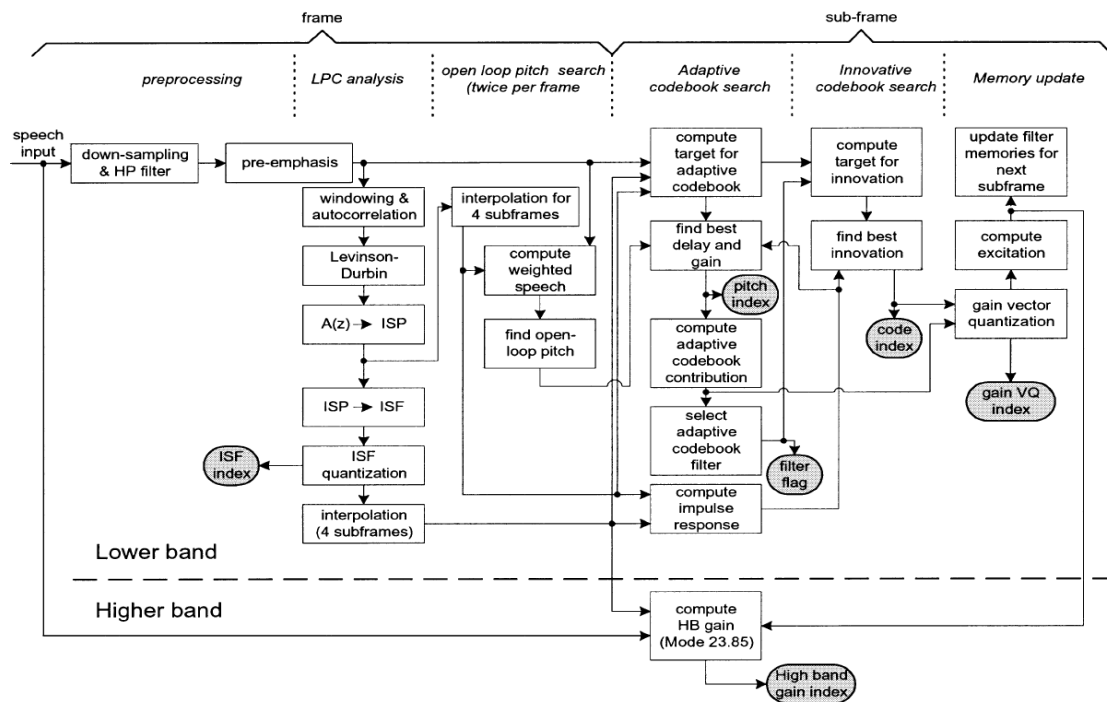 frame
sub-frame
preprocessing
LPC analysis
open loop pitch search
(twice per frame
Adaptive
codebook search
Innovative
codebook search
Memory update
speech
input
down-sampling
& HP filter
pre-emphasis
windowing &
autocorrelation
Levinson-
Durbin
A(z) → ISP
ISP → ISF
ISF
quantization
ISF
index
interpolation
(4 subframes)
interpolation for
4 subframes
compute
weighted
speech
find open-
loop pitch
compute
target for
adaptive
codebook
find best
delay and
gain
pitch
index
compute
adaptive
codebook
contribution
select
adaptive
codebook
filter
filter
flag
compute
impulse
response
compute
target for
innovation
find best
innovation
code
index
update filter
memories for
next
subframe
compute
excitation
gain vector
quantization
gain VQ
index
Lower band
Higher band
compute
HB gain
(Mode 23.85)
High band
gain index